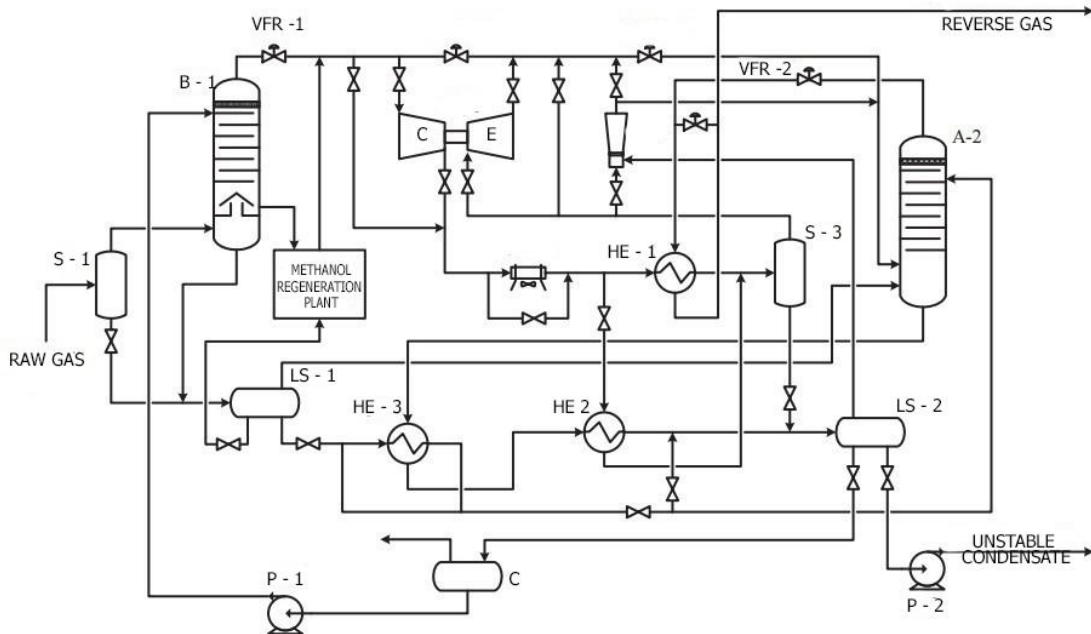 VFR - 1
REVERSE GAS
B - 1
VFR -2
C
E
A-2
S - 1
METHANOL
REGENERATION
PLANT
HE - 1
S - 3
RAW GAS
LS - 1
HE - 3
HE 2
LS - 2
P - 1
C
UNSTABLE
CONDENSATE
P - 2